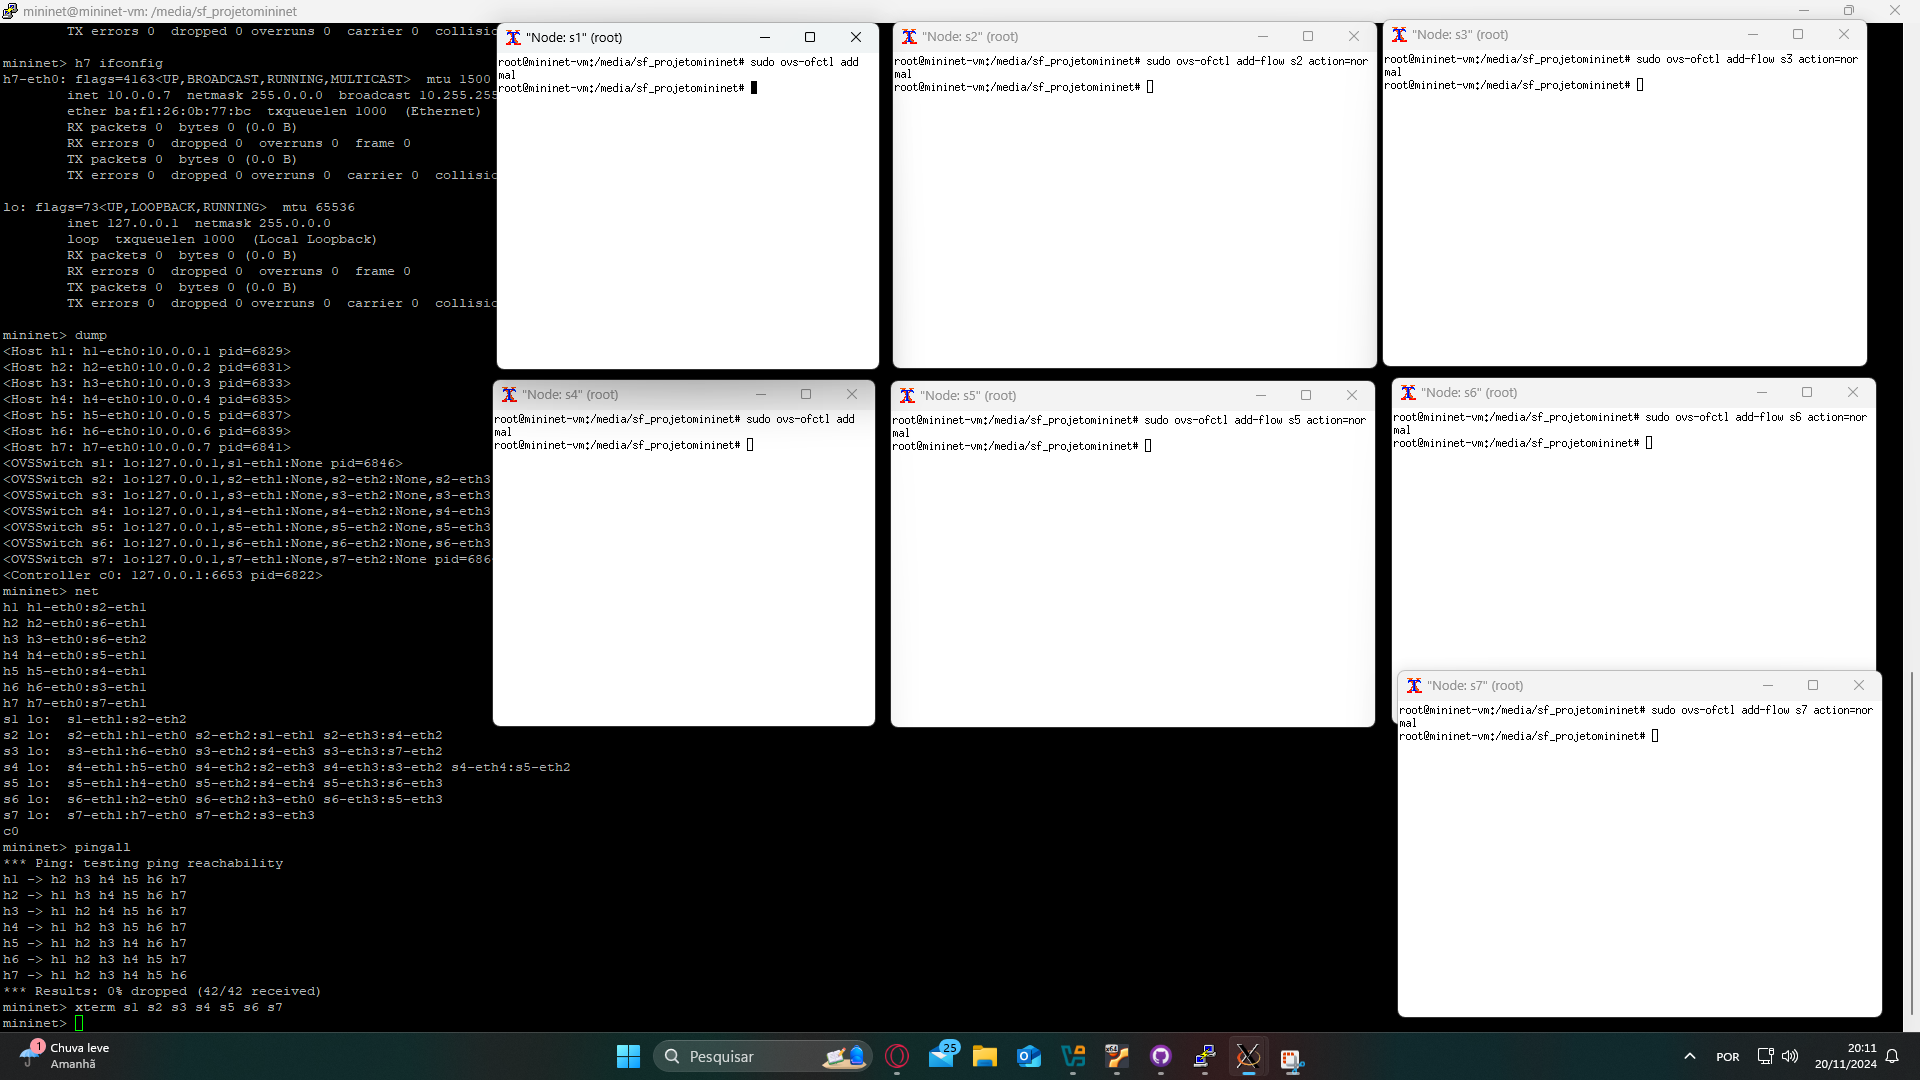 mininet@mininet-vm: /media/sf_projetomininet
TX errors 0  dropped 0 overruns 0  carrier 0  collisic
mininet> h7 ifconfig
h7-eth0: flags=4163<UP,BROADCAST,RUNNING,MULTICAST>  mtu 1500
inet 10.0.0.7  netmask 255.0.0.0  broadcast 10.255.255
ether ba:f1:26:0b:77:bc  txqueuelen 1000  (Ethernet)
RX packets 0  bytes 0 (0.0 B)
RX errors 0  dropped 0  overruns 0  frame 0
TX packets 0  bytes 0 (0.0 B)
TX errors 0  dropped 0 overruns 0  carrier 0  collisic
lo: flags=73<UP,LOOPBACK,RUNNING>  mtu 65536
inet 127.0.0.1  netmask 255.0.0.0
loop  txqueuelen 1000  (Local Loopback)
RX packets 0  bytes 0 (0.0 B)
RX errors 0  dropped 0  overruns 0  frame 0
TX packets 0  bytes 0 (0.0 B)
TX errors 0  dropped 0 overruns 0  carrier 0  collisic
mininet> dump
<Host h1: h1-eth0:10.0.0.1 pid=6829>
<Host h2: h2-eth0:10.0.0.2 pid=6831>
<Host h3: h3-eth0:10.0.0.3 pid=6833>
<Host h4: h4-eth0:10.0.0.4 pid=6835>
<Host h5: h5-eth0:10.0.0.5 pid=6837>
<Host h6: h6-eth0:10.0.0.6 pid=6839>
<Host h7: h7-eth0:10.0.0.7 pid=6841>
<OVSSwitch s1: lo:127.0.0.1,s1-eth1:None pid=6846>
<OVSSwitch s2: lo:127.0.0.1,s2-eth1:None,s2-eth2:None,s2-eth3
<OVSSwitch s3: lo:127.0.0.1,s3-eth1:None,s3-eth2:None,s3-eth3
<OVSSwitch s4: lo:127.0.0.1,s4-eth1:None,s4-eth2:None,s4-eth3
<OVSSwitch s5: lo:127.0.0.1,s5-eth1:None,s5-eth2:None,s5-eth3
<OVSSwitch s6: lo:127.0.0.1,s6-eth1:None,s6-eth2:None,s6-eth3
<OVSSwitch s7: lo:127.0.0.1,s7-eth1:None,s7-eth2:None pid=686
<Controller c0: 127.0.0.1:6653 pid=6822>
mininet> net
h1 h1-eth0:s2-eth1
h2 h2-eth0:s6-eth1
h3 h3-eth0:s6-eth2
h4 h4-eth0:s5-eth1
h5 h5-eth0:s4-eth1
h6 h6-eth0:s3-eth1
h7 h7-eth0:s7-eth1
s1 lo:  s1-eth1:s2-eth2
s2 lo:  s2-eth1:h1-eth0 s2-eth2:s1-eth1 s2-eth3:s4-eth2
s3 lo:  s3-eth1:h6-eth0 s3-eth2:s4-eth3 s3-eth3:s7-eth2
s4 lo:  s4-eth1:h5-eth0 s4-eth2:s2-eth3 s4-eth3:s3-eth2 s4-eth4:s5-eth2
s5 lo:  s5-eth1:h4-eth0 s5-eth2:s4-eth4 s5-eth3:s6-eth3
s6 lo:  s6-eth1:h2-eth0 s6-eth2:h3-eth0 s6-eth3:s5-eth3
s7 lo:  s7-eth1:h7-eth0 s7-eth2:s3-eth3
c0
mininet> pingall
*** Ping: testing ping reachability
h1 -> h2 h3 h4 h5 h6 h7
h2 -> h1 h3 h4 h5 h6 h7
h3 -> h1 h2 h4 h5 h6 h7
h4 -> h1 h2 h3 h5 h6 h7
h5 -> h1 h2 h3 h4 h6 h7
h6 -> h1 h2 h3 h4 h5 h7
h7 -> h1 h2 h3 h4 h5 h6
*** Results: 0% dropped (42/42 received)
mininet> xterm s1 s2 s3 s4 s5 s6 s7
mininet>
"Node: s1" (root)
root@mininet-vm:/media/sf_projetomininet# sudo ovs-ofctl add
mal
root@mininet-vm:/media/sf_projetomininet#
"Node: s2" (root)
root@mininet-vm:/media/sf_projetomininet# sudo ovs-ofctl add-flow s2 action=nor
mal
root@mininet-vm:/media/sf_projetomininet#
"Node: s3" (root)
root@mininet-vm:/media/sf_projetomininet# sudo ovs-ofctl add-flow s3 action=nor
mal
root@mininet-vm:/media/sf_projetomininet#
"Node: s4" (root)
root@mininet-vm:/media/sf_projetomininet# sudo ovs-ofctl add
mal
root@mininet-vm:/media/sf_projetomininet#
"Node: s5" (root)
root@mininet-vm:/media/sf_projetomininet# sudo ovs-ofctl add-flow s5 action=nor
mal
root@mininet-vm:/media/sf_projetomininet#
"Node: s6" (root)
root@mininet-vm:/media/sf_projetomininet# sudo ovs-ofctl add-flow s6 action=nor
mal
root@mininet-vm:/media/sf_projetomininet#
"Node: s7" (root)
root@mininet-vm:/media/sf_projetomininet# sudo ovs-ofctl add-flow s7 action=nor
mal
root@mininet-vm:/media/sf_projetomininet#
1
Chuva leve
Amanhã
Pesquisar
25
POR
20:11
20/11/2024